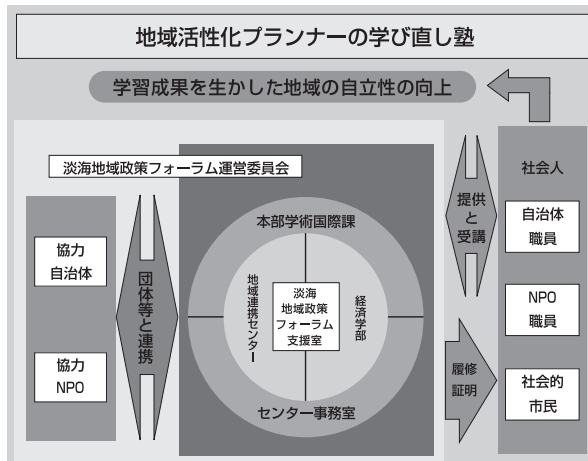 地域活性化プランナーの学び直し塾
学習成果を生かした地域の自立性の向上
淡海地域政策フォーラム運営委員会
協力
自治体
協力
NPO
団体等と連携
本部学術国際課
地域連携センター
淡海
地域政策
フォーラム
支援室
経済学部
センター事務室
提供
と
受講
履修
証明
社会人
自治体
職員
NPO
職員
社会的
市民